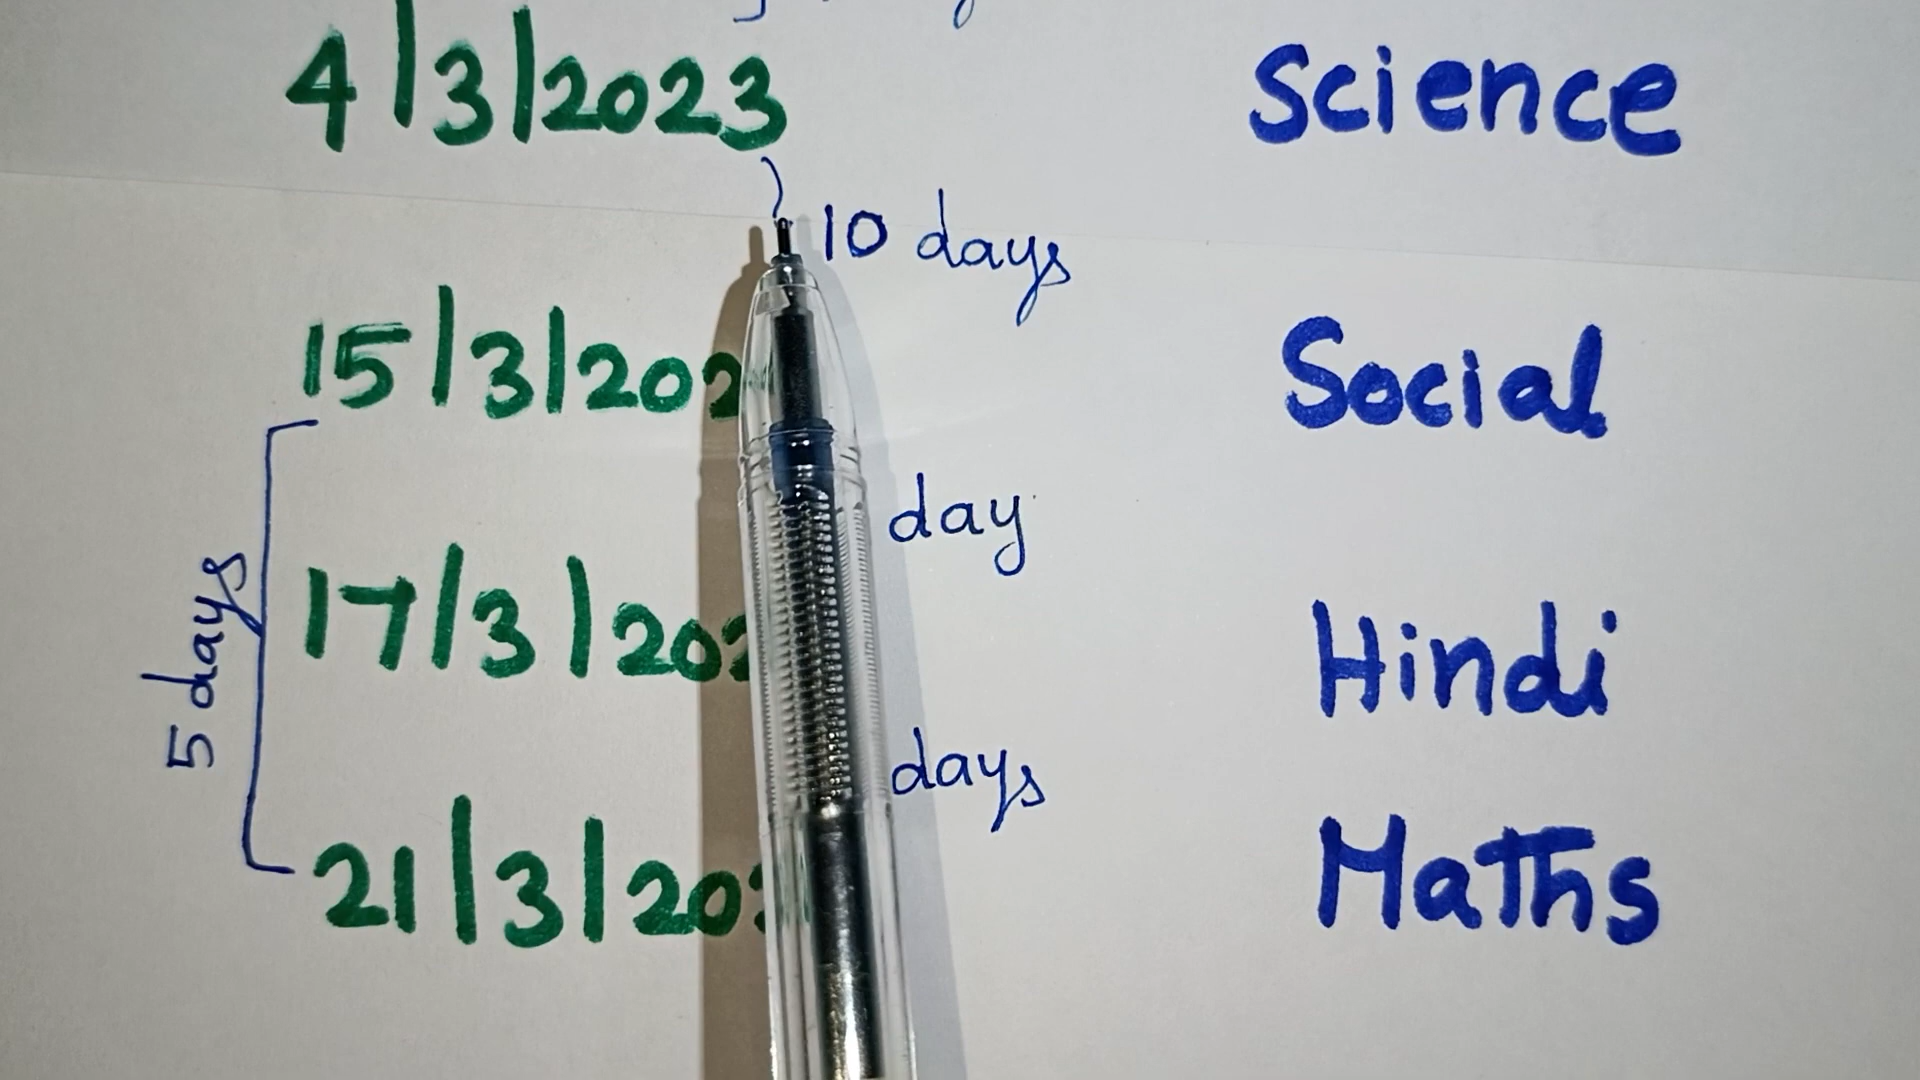 4/3/2023 Science
10 days
15/3/202 Social
day
17/3/202 Hindi
5 days
days
21/3/20 Maths